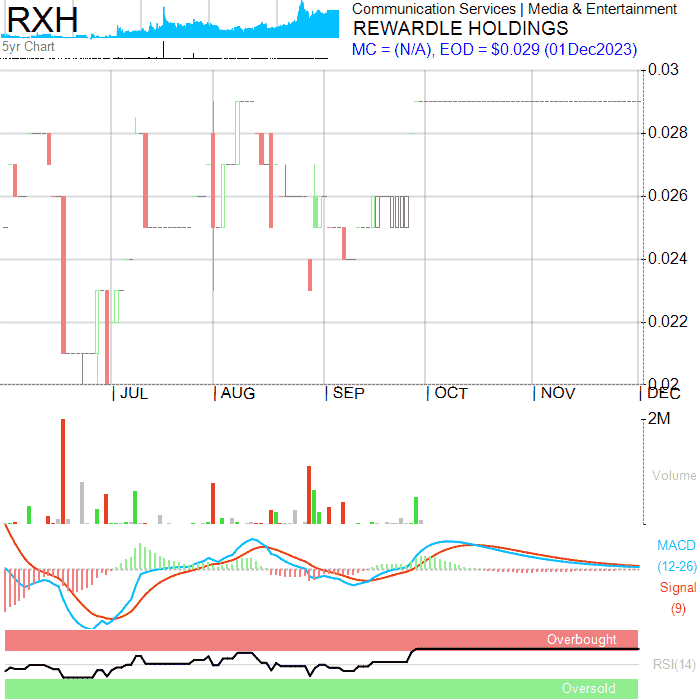 RXH
Communication Services | Media & Entertainment
REWARDLE HOLDINGS
5yr Chart
MC = (N/A), EOD = $0.029 (01Dec2023)
0.03
0.028
0.026
0.024
0.022
0.02
| JUL | AUG | SEP | OCT | NOV | DEC
2M
Volume
MACD
(12-26)
Signal
(9)
Overbought
RSI(14)
Oversold